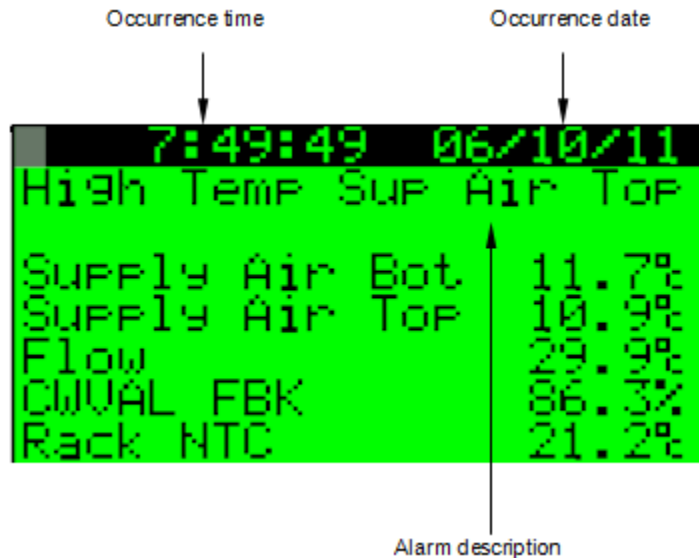 Occurrence time Occurrence date
7:49:49 06/10/11
High Temp Sup Air Top
Supply Air Bot 11.7℃
Supply Air Top 10.9℃
Flow 29.9℃
CWVAL FBK 86.3%
Rack NTC 21.2℃
Alarm description